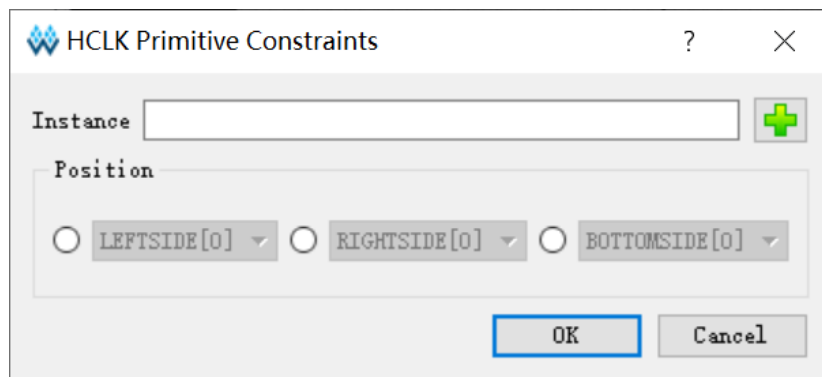 HCLK Primitive Constraints ?
Instance
Position
LEFTSIDE[0] RIGHTSIDE[0] BOTTOMSIDE[0]
OK Cancel